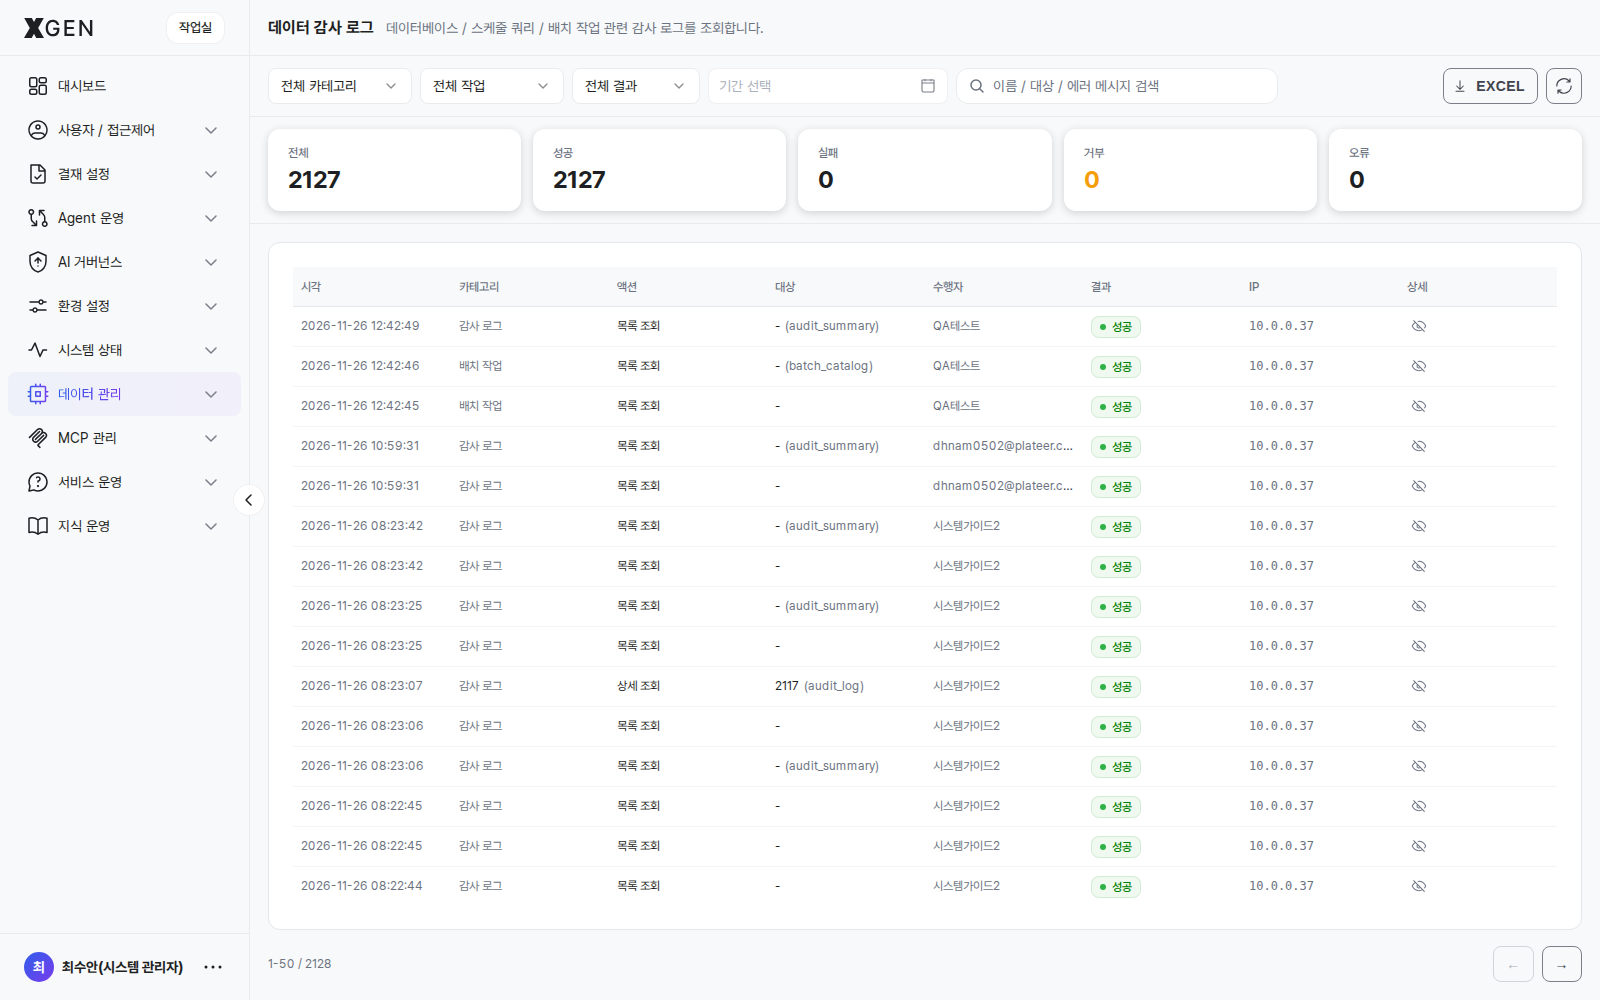 XGEN
작업실
대시보드
사용자 / 접근제어
결재 설정
Agent 운영
AI 거버넌스
환경 설정
시스템 상태
데이터 관리
MCP 관리
서비스 운영
지식 운영
최
최수안(시스템 관리자)
데이터 감사 로그
데이터베이스 / 스케줄 쿼리 / 배치 작업 관련 감사 로그를 조회합니다.
전체 카테고리
전체 작업
전체 결과
기간 선택
이름 / 대상 / 에러 메시지 검색
EXCEL
전체
2127
성공
2127
실패
0
거부
0
오류
0
시각 카테고리 액션 대상 수행자 결과 IP 상세
2026-11-26 12:42:49 감사 로그 목록 조회 - (audit_summary) QA테스트 성공 10.0.0.37
2026-11-26 12:42:46 배치 작업 목록 조회 - (batch_catalog) QA테스트 성공 10.0.0.37
2026-11-26 12:42:45 배치 작업 목록 조회 - QA테스트 성공 10.0.0.37
2026-11-26 10:59:31 감사 로그 목록 조회 - (audit_summary) dhnam0502@plateer.c... 성공 10.0.0.37
2026-11-26 10:59:31 감사 로그 목록 조회 - dhnam0502@plateer.c... 성공 10.0.0.37
2026-11-26 08:23:42 감사 로그 목록 조회 - (audit_summary) 시스템가이드2 성공 10.0.0.37
2026-11-26 08:23:42 감사 로그 목록 조회 - 시스템가이드2 성공 10.0.0.37
2026-11-26 08:23:25 감사 로그 목록 조회 - (audit_summary) 시스템가이드2 성공 10.0.0.37
2026-11-26 08:23:25 감사 로그 목록 조회 - 시스템가이드2 성공 10.0.0.37
2026-11-26 08:23:07 감사 로그 상세 조회 2117 (audit_log) 시스템가이드2 성공 10.0.0.37
2026-11-26 08:23:06 감사 로그 목록 조회 - 시스템가이드2 성공 10.0.0.37
2026-11-26 08:23:06 감사 로그 목록 조회 - (audit_summary) 시스템가이드2 성공 10.0.0.37
2026-11-26 08:22:45 감사 로그 목록 조회 - 시스템가이드2 성공 10.0.0.37
2026-11-26 08:22:45 감사 로그 목록 조회 - 시스템가이드2 성공 10.0.0.37
2026-11-26 08:22:44 감사 로그 목록 조회 - 시스템가이드2 성공 10.0.0.37
1-50 / 2128
← →